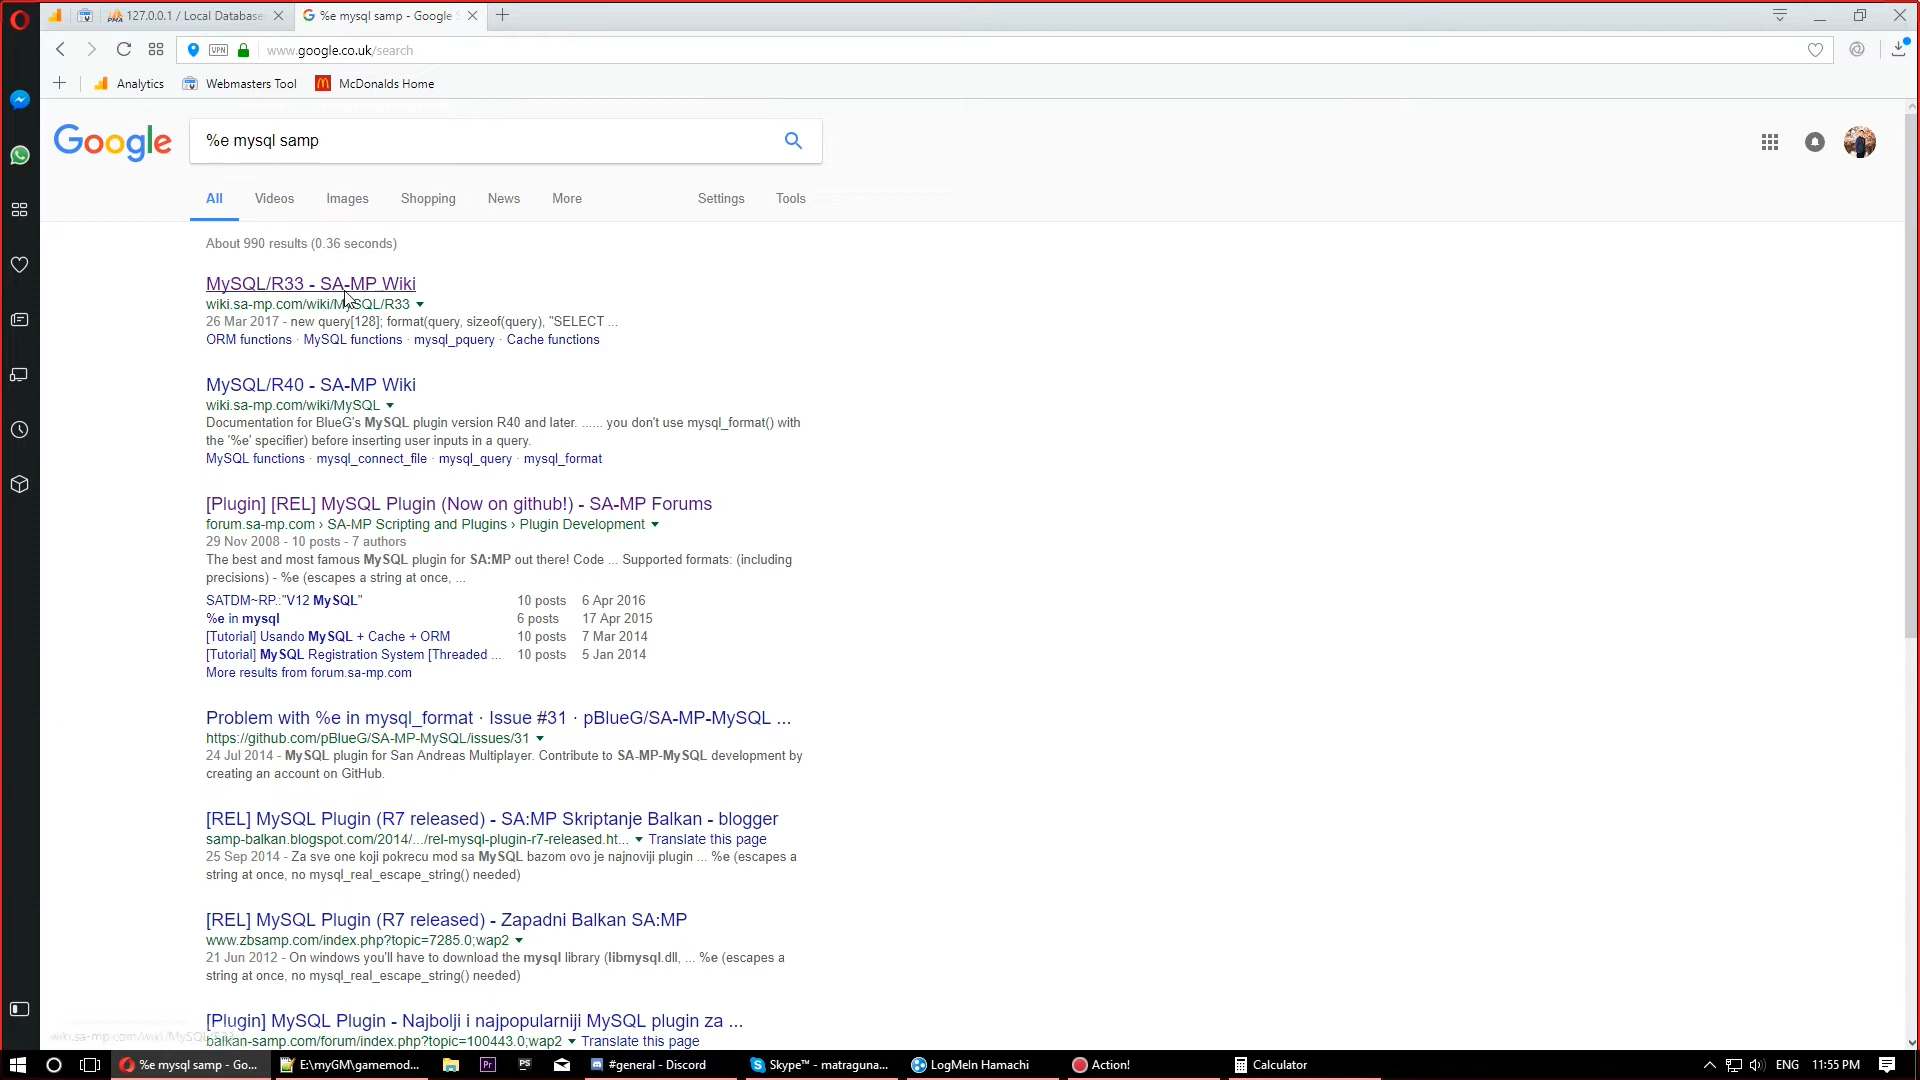 127.0.0.1 / Local Database
%e mysql samp - Google S
VPN
www.google.co.uk/search
Analytics
Webmasters Tool
McDonalds Home
Google
%e mysql samp
All
Videos
Images
Shopping
News
More
Settings
Tools
About 990 results (0.36 seconds)
MySQL/R33 - SA-MP Wiki
wiki.sa-mp.com/wiki/MySQL/R33
26 Mar 2017 - new query[128]; format(query, sizeof(query), "SELECT ...
ORM functions · MySQL functions · mysql_pquery · Cache functions
MySQL/R40 - SA-MP Wiki
wiki.sa-mp.com/wiki/MySQL
Documentation for BlueG's MySQL plugin version R40 and later. ...... you don't use mysql_format() with
the '%e' specifier) before inserting user inputs in a query.
MySQL functions · mysql_connect_file · mysql_query · mysql_format
[Plugin] [REL] MySQL Plugin (Now on github!) - SA-MP Forums
forum.sa-mp.com › SA-MP Scripting and Plugins › Plugin Development
29 Nov 2008 - 10 posts - 7 authors
The best and most famous MySQL plugin for SA:MP out there! Code ... Supported formats: (including
precisions) - %e (escapes a string at once, ...
SATDM~RP.:"V12 MySQL" 10 posts 6 Apr 2016
%e in mysql 6 posts 17 Apr 2015
[Tutorial] Usando MySQL + Cache + ORM 10 posts 7 Mar 2014
[Tutorial] MySQL Registration System [Threaded ... 10 posts 5 Jan 2014
More results from forum.sa-mp.com
Problem with %e in mysql_format · Issue #31 · pBlueG/SA-MP-MySQL ...
https://github.com/pBlueG/SA-MP-MySQL/issues/31
24 Jul 2014 - MySQL plugin for San Andreas Multiplayer. Contribute to SA-MP-MySQL development by
creating an account on GitHub.
[REL] MySQL Plugin (R7 released) - SA:MP Skriptanje Balkan - blogger
samp-balkan.blogspot.com/2014/.../rel-mysql-plugin-r7-released.ht... Translate this page
25 Sep 2014 - Za sve one koji pokrecu mod sa MySQL bazom ovo je najnoviji plugin ... %e (escapes a
string at once, no mysql_real_escape_string() needed)
[REL] MySQL Plugin (R7 released) - Zapadni Balkan SA:MP
www.zbsamp.com/index.php?topic=7285.0;wap2
21 Jun 2012 - On windows you'll have to download the mysql library (libmysql.dll, ... %e (escapes a
string at once, no mysql_real_escape_string() needed)
[Plugin] MySQL Plugin - Najbolji i najpopularniji MySQL plugin za ...
balkan-samp.com/forum/index.php?topic=100443.0;wap2 Translate this page
wiki.sa-mp.com/wiki/MySQL/R33
%e mysql samp - Go...
E:\myGM\gamemod...
Pr
PS
#general - Discord
Skype™ - matraguna...
LogMeIn Hamachi
Action!
Calculator
ENG
11:55 PM